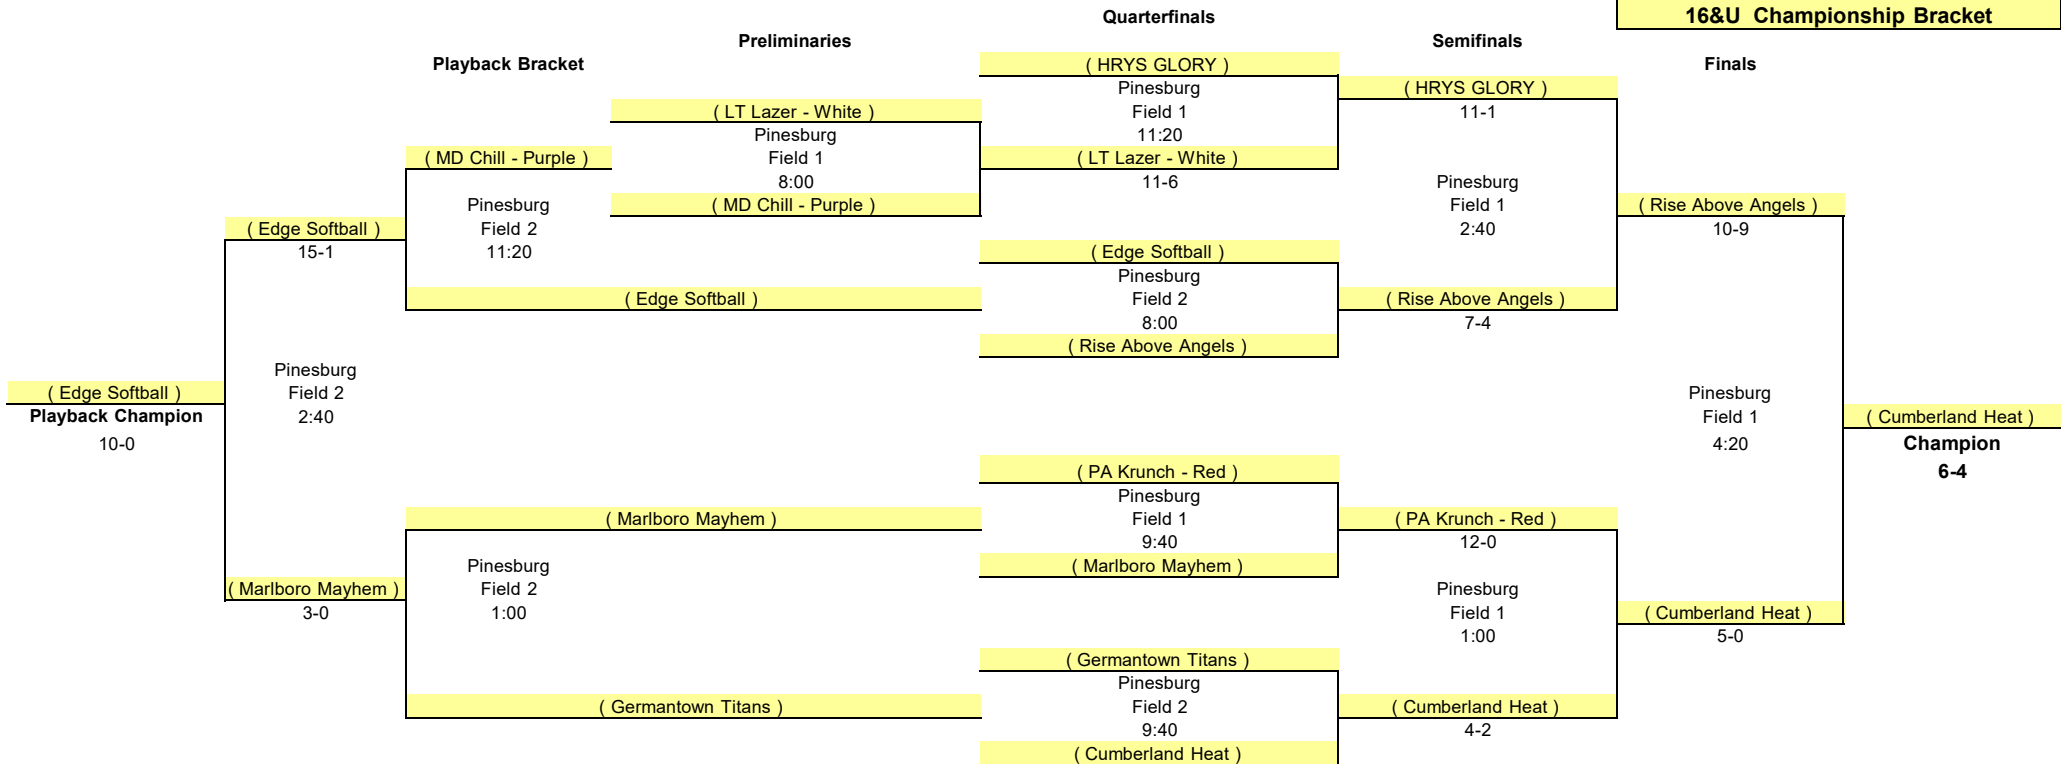 16&U Championship Bracket
Quarterfinals
Preliminaries
Semifinals
Playback Bracket
Finals
( HRYS GLORY )
Pinesburg
Field 1
11:20
( HRYS GLORY )
11-1
( LT Lazer - White )
Pinesburg
Field 1
8:00
( MD Chill - Purple )
( MD Chill - Purple )
( LT Lazer - White )
11-6
Pinesburg
Field 1
2:40
Pinesburg
Field 2
11:20
( Rise Above Angels )
10-9
( Edge Softball )
15-1
( Edge Softball )
Pinesburg
Field 2
8:00
( Edge Softball )
( Rise Above Angels )
7-4
( Rise Above Angels )
Pinesburg
Field 2
2:40
( Edge Softball )
Playback Champion
10-0
Pinesburg
Field 1
4:20
( Cumberland Heat )
Champion
6-4
( PA Krunch - Red )
Pinesburg
Field 1
9:40
( Marlboro Mayhem )
( PA Krunch - Red )
12-0
( Marlboro Mayhem )
Pinesburg
Field 2
1:00
( Marlboro Mayhem )
3-0
Pinesburg
Field 1
1:00
( Cumberland Heat )
5-0
( Germantown Titans )
Pinesburg
Field 2
9:40
( Germantown Titans )
( Cumberland Heat )
4-2
( Cumberland Heat )